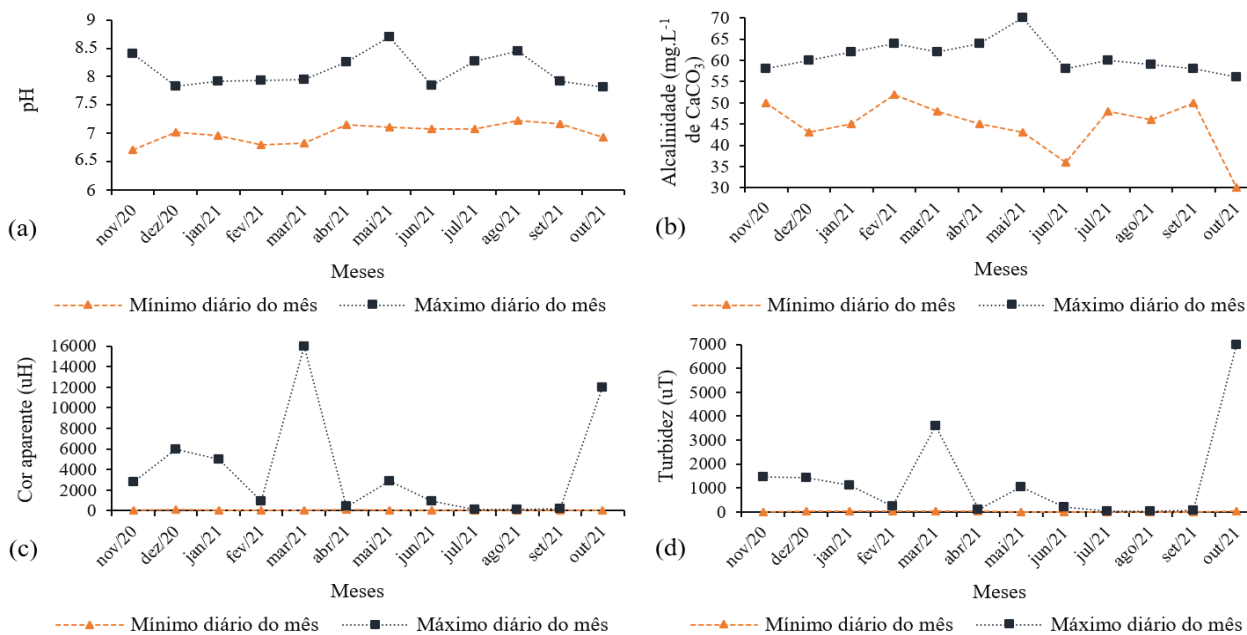 9
8.5
8
7.5
7
6.5
6
pH
nov/20
dez/20
jan/21
fev/21
mar/21
abr/21
mai/21
jun/21
jul/21
ago/21
set/21
out/21
(a)
Meses
Mínimo diário do mês
Máximo diário do mês
70
65
60
55
50
45
40
35
30
Alcalinidade (mg.L⁻¹
de CaCO₃)
nov/20
dez/20
jan/21
fev/21
mar/21
abr/21
mai/21
jun/21
jul/21
ago/21
set/21
out/21
(b)
Meses
Mínimo diário do mês
Máximo diário do mês
16000
14000
12000
10000
8000
6000
4000
2000
0
Cor aparente (uH)
nov/20
dez/20
jan/21
fev/21
mar/21
abr/21
mai/21
jun/21
jul/21
ago/21
set/21
out/21
(c)
Meses
Mínimo diário do mês
Máximo diário do mês
7000
6000
5000
4000
3000
2000
1000
0
Turbidez (uT)
nov/20
dez/20
jan/21
fev/21
mar/21
abr/21
mai/21
jun/21
jul/21
ago/21
set/21
out/21
(d)
Meses
Mínimo diário do mês
Máximo diário do mês